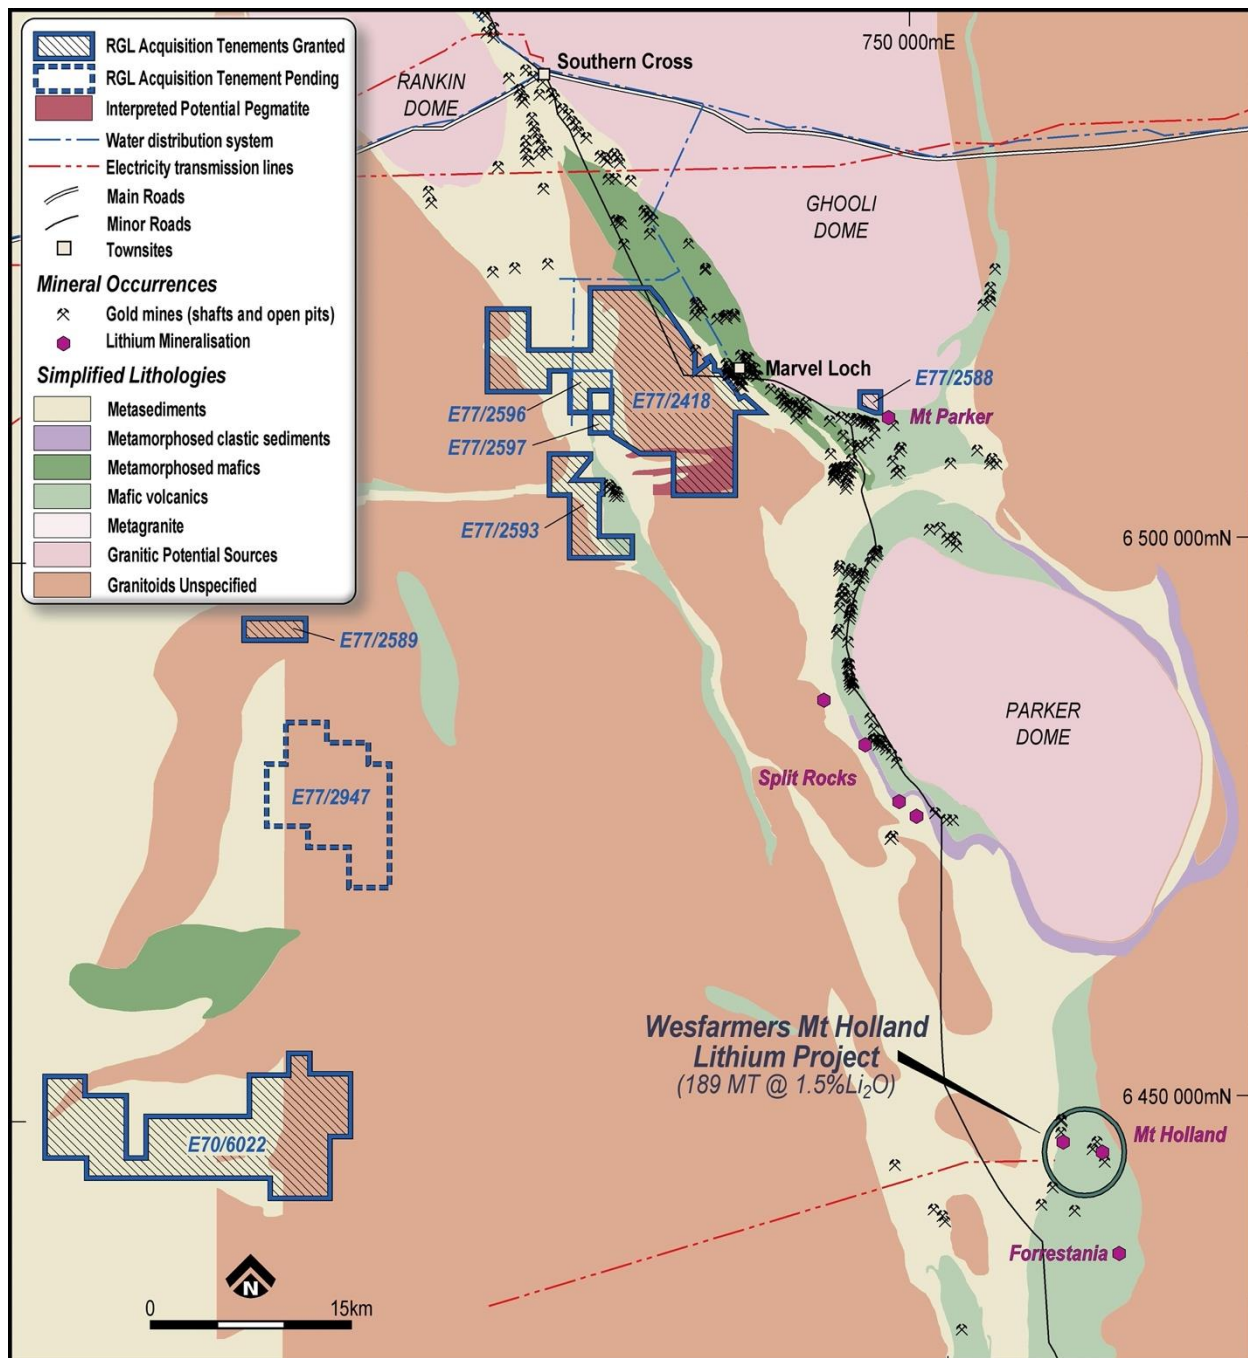 RGL Acquisition Tenements Granted
RGL Acquisition Tenement Pending
Interpreted Potential Pegmatite
Water distribution system
Electricity transmission lines
Main Roads
Minor Roads
Townsites
Mineral Occurrences
Gold mines (shafts and open pits)
Lithium Mineralisation
Simplified Lithologies
Metasediments
Metamorphosed clastic sediments
Metamorphosed mafics
Mafic volcanics
Metagranite
Granitic Potential Sources
Granitoids Unspecified
750 000mE
Southern Cross
RANKIN
DOME
GHOOLI
DOME
Marvel Loch
E77/2588
Mt Parker
E77/2596
E77/2418
E77/2597
E77/2593
6 500 000mN
E77/2589
PARKER
DOME
E77/2947
Split Rocks
Wesfarmers Mt Holland
Lithium Project
(189 MT @ 1.5%Li₂O)
6 450 000mN
Mt Holland
E70/6022
Forrestania
N
0 15km